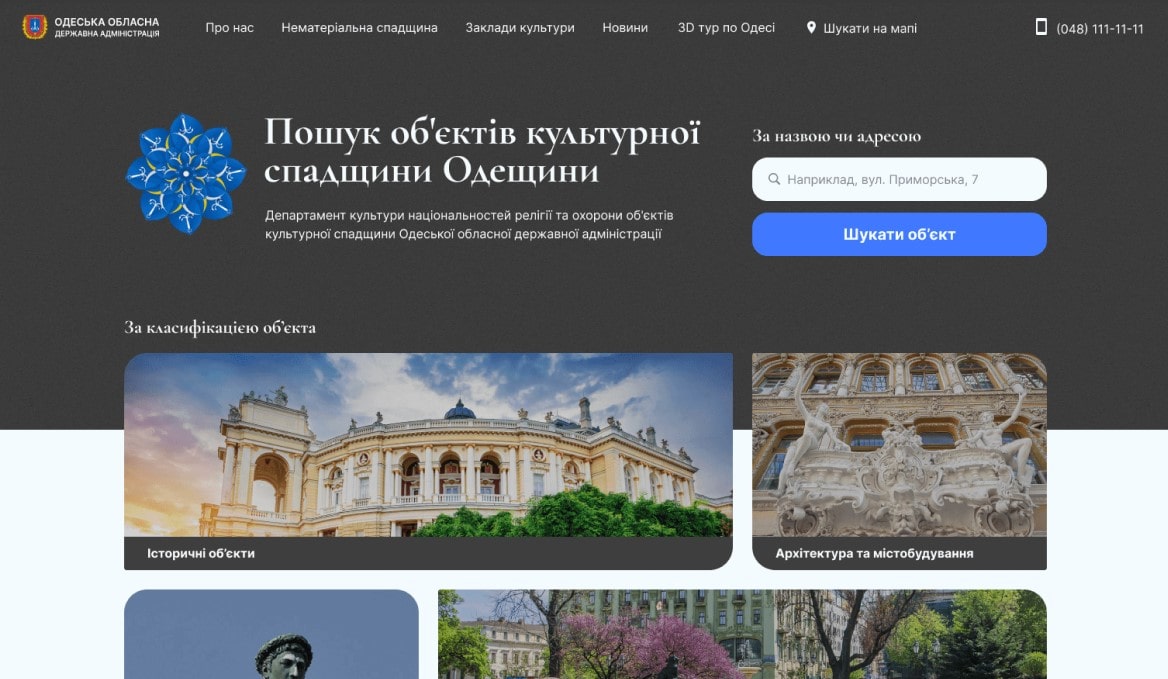 ОДЕСЬКА ОБЛАСНА
ДЕРЖАВНА АДМІНІСТРАЦІЯ
Про нас
Нематеріальна спадщина
Заклади культури
Новини
3D тур по Одесі
Шукати на мапі
(048) 111-11-11
Пошук об'єктів культурної
спадщини Одещини
Департамент культури національностей релігії та охорони об'єктів
культурної спадщини Одеської обласної державної адміністрації
За назвою чи адресою
Наприклад, вул. Приморська, 7
Шукати об’єкт
За класифікацією об’єкта
Історичні об’єкти
Архітектура та містобудування